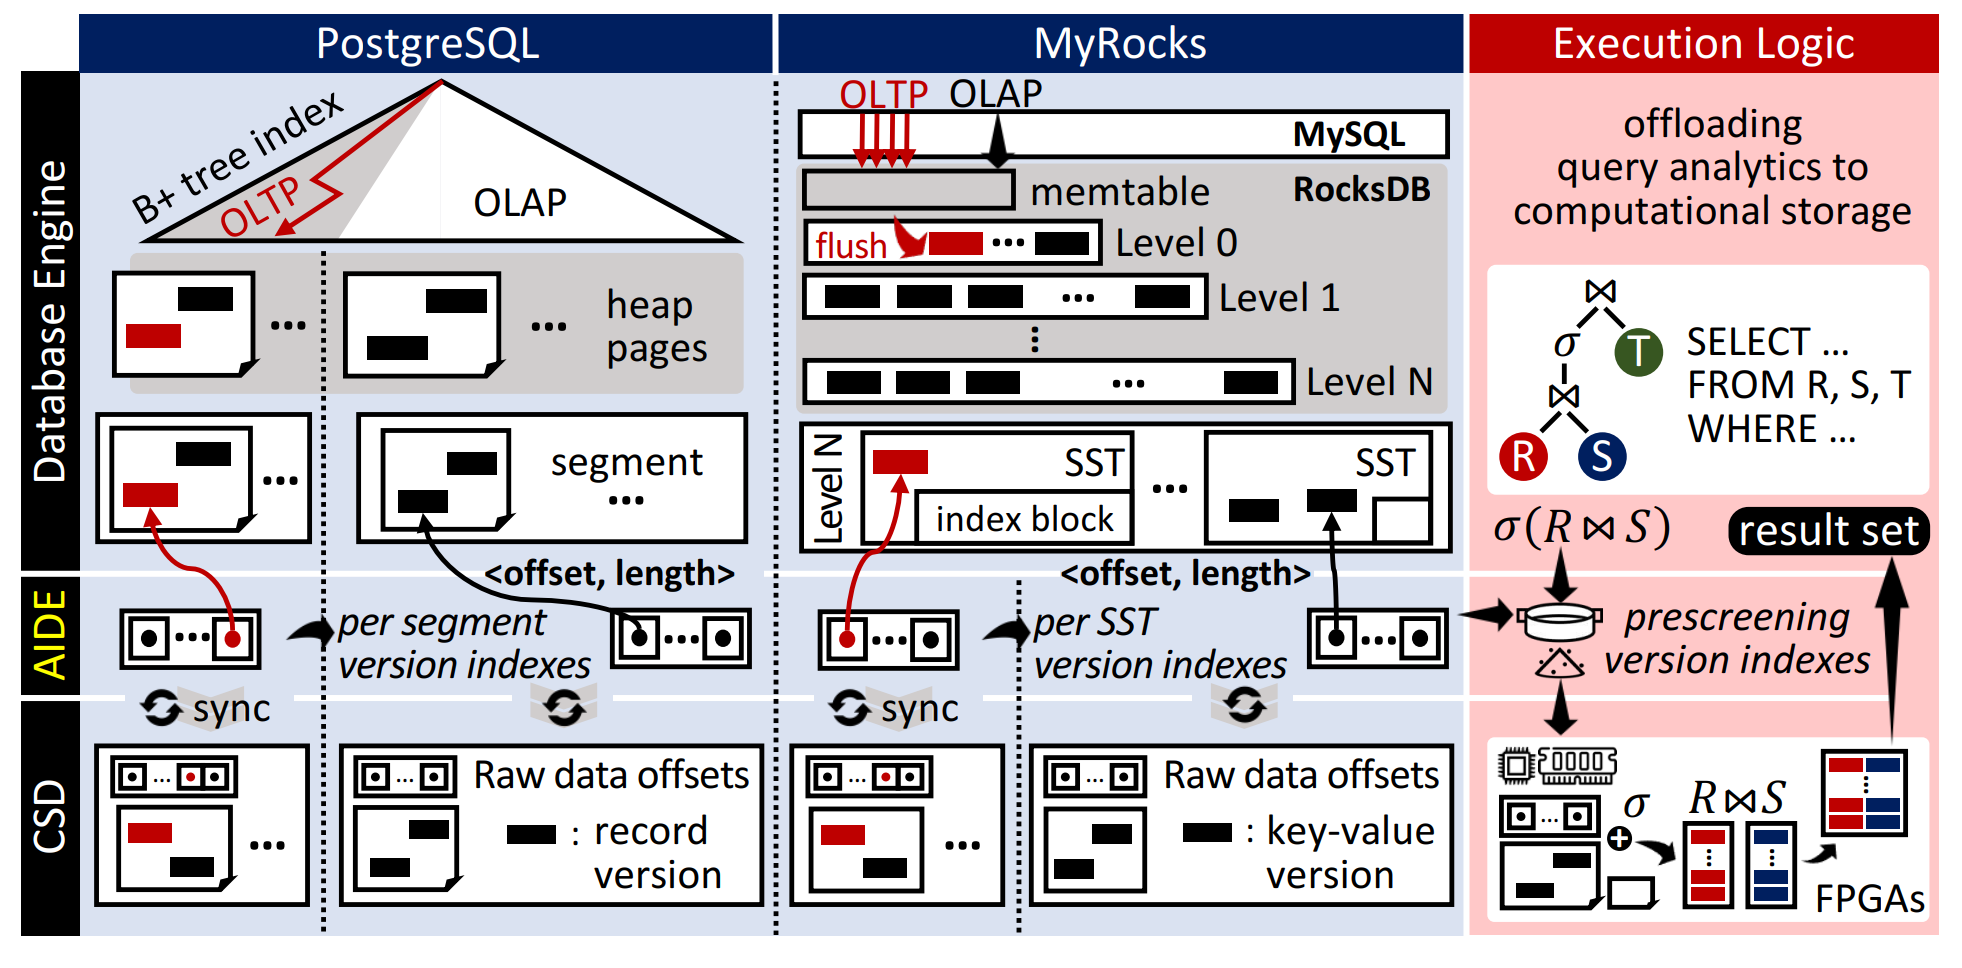 PostgreSQL
MyRocks
Execution Logic
Database Engine
AIDE
CSD
B+ tree index
OLTP
OLAP
heap
pages
segment
...
<offset, length>
per segment
version indexes
sync
Raw data offsets
: record
version
OLTP OLAP
MySQL
memtable
RocksDB
flush
Level 0
Level 1
Level N
Level N
SST
index block
SST
<offset, length>
per SST
version indexes
sync
Raw data offsets
: key-value
version
offloading
query analytics to
computational storage
⋈
σ
T
⋈
R
S
SELECT ...
FROM R, S, T
WHERE ...
σ(R ⋈ S)
result set
prescreening
version indexes
σ
R ⋈ S
FPGAs